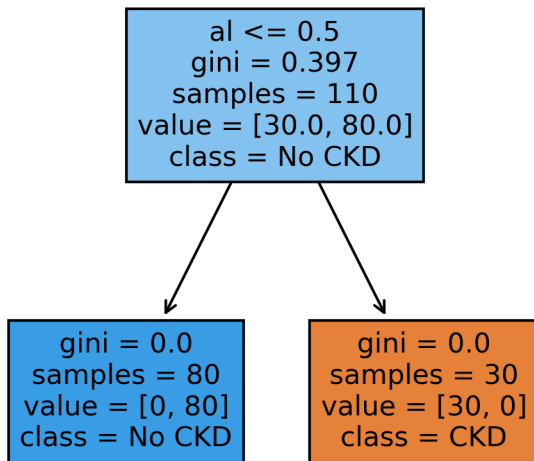 al <= 0.5
gini = 0.397
samples = 110
value = [30.0, 80.0]
class = No CKD
gini = 0.0
samples = 80
value = [0, 80]
class = No CKD
gini = 0.0
samples = 30
value = [30, 0]
class = CKD